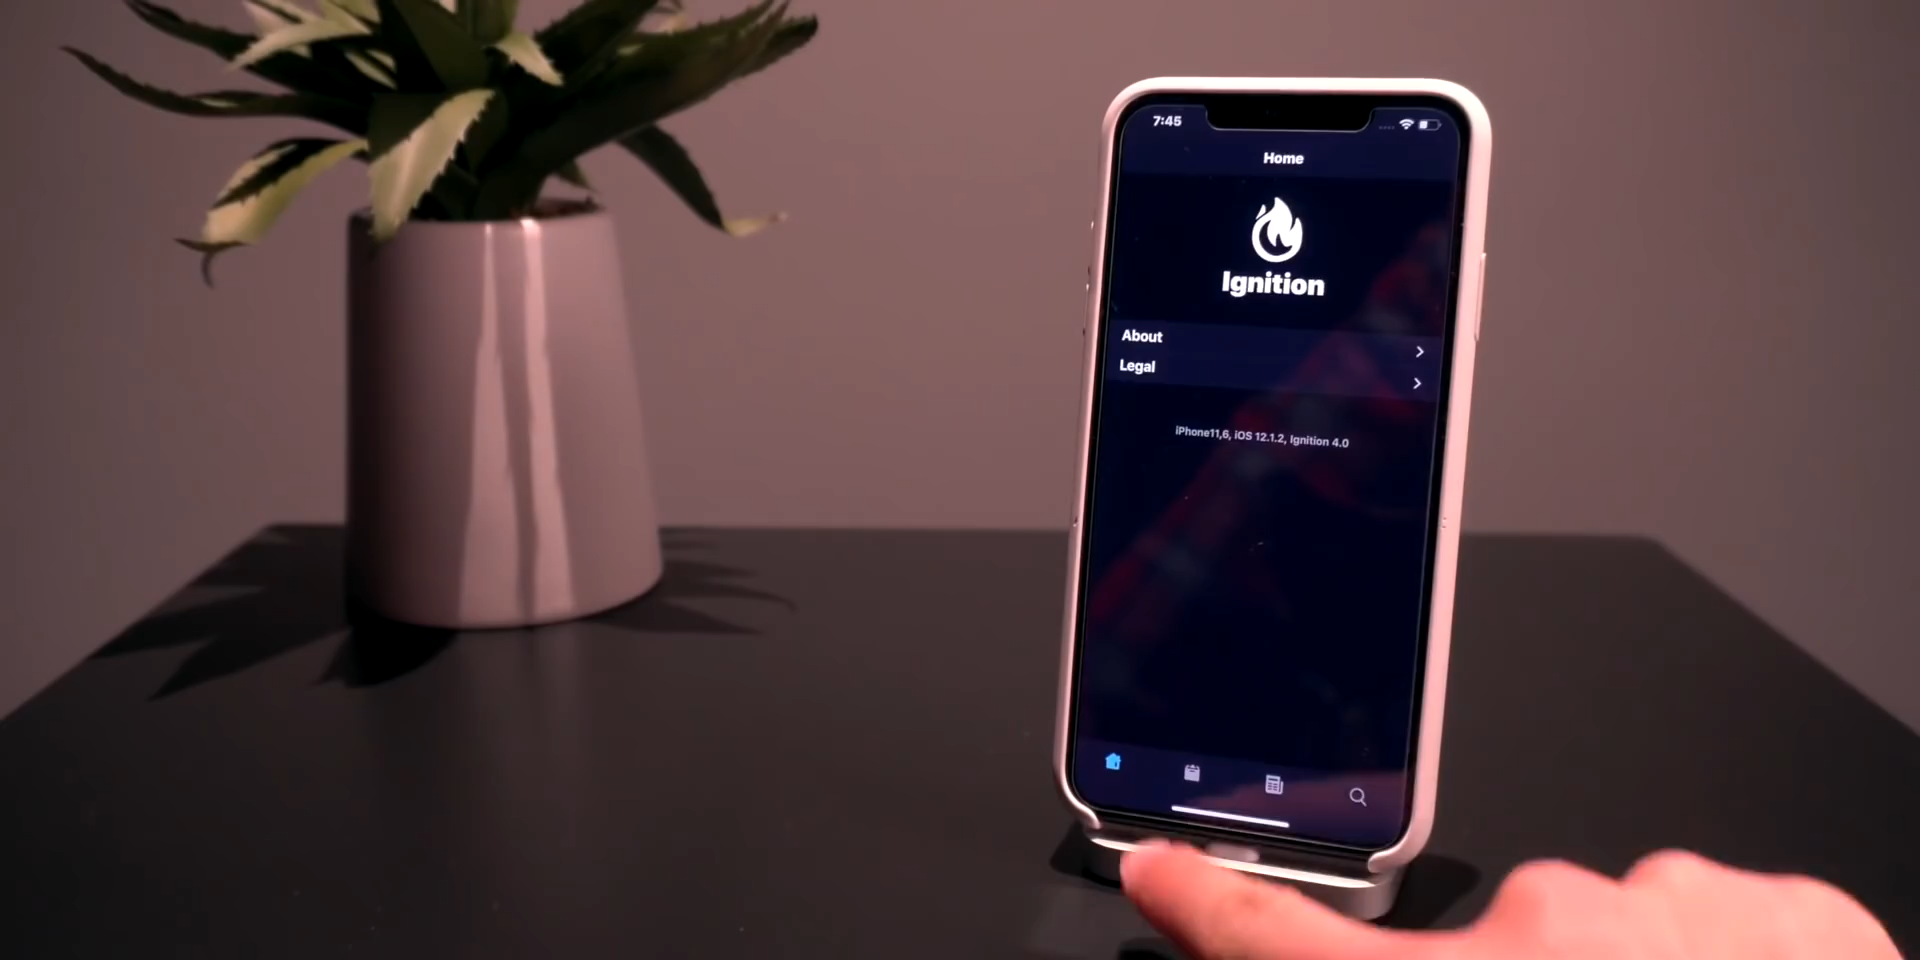 7:45
Home
Ignition
About
Legal
iPhone11,6, iOS 12.1.2, Ignition 4.0